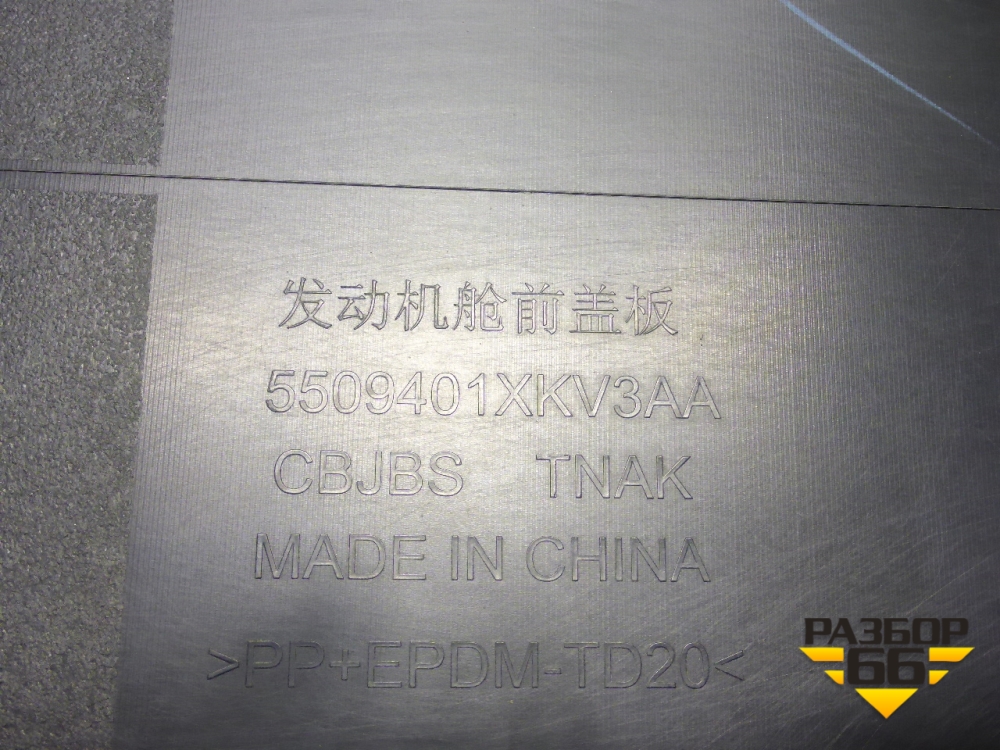 发动机舱前盖板
5509401XKV3AA
CBJBS TNAK
MADE IN CHINA
>PP+EPDM-TD20<
РАЗБОР
66